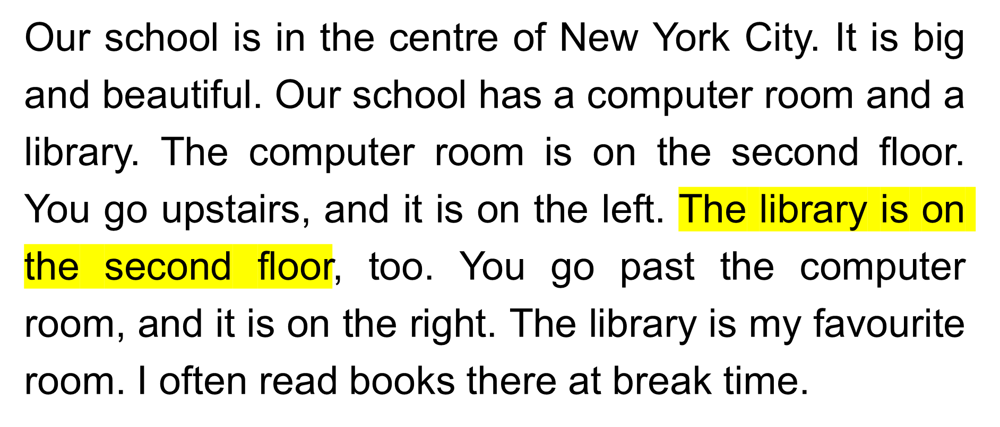 Our school is in the centre of New York City. It is big
and beautiful. Our school has a computer room and a
library. The computer room is on the second floor.
You go upstairs, and it is on the left. The library is on
the second floor, too. You go past the computer
room, and it is on the right. The library is my favourite
room. I often read books there at break time.